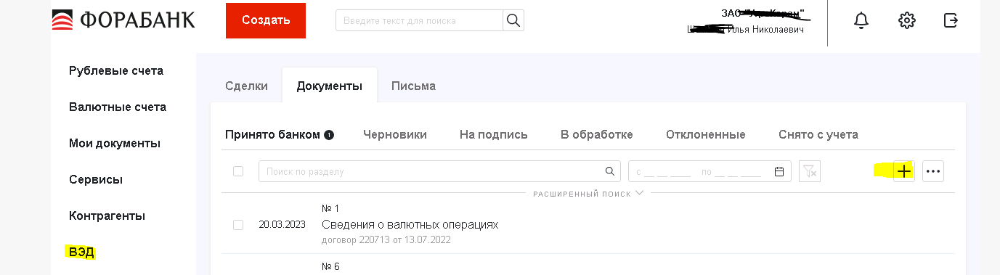 ФОРАБАНК
Создать
Введите текст для поиска
ЗАО
Илья Николаевич
Рублевые счета
Валютные счета
Мои документы
Сервисы
Контрагенты
ВЭД
Сделки Документы Письма
Принято банком 1 Черновики На подпись В обработке Отклоненные Снято с учета
Поиск по разделу с __ __ ____ по __ __ ____
РАСШИРЕННЫЙ ПОИСК
№ 1
20.03.2023 Сведения о валютных операциях
договор 220713 от 13.07.2022
№ 6